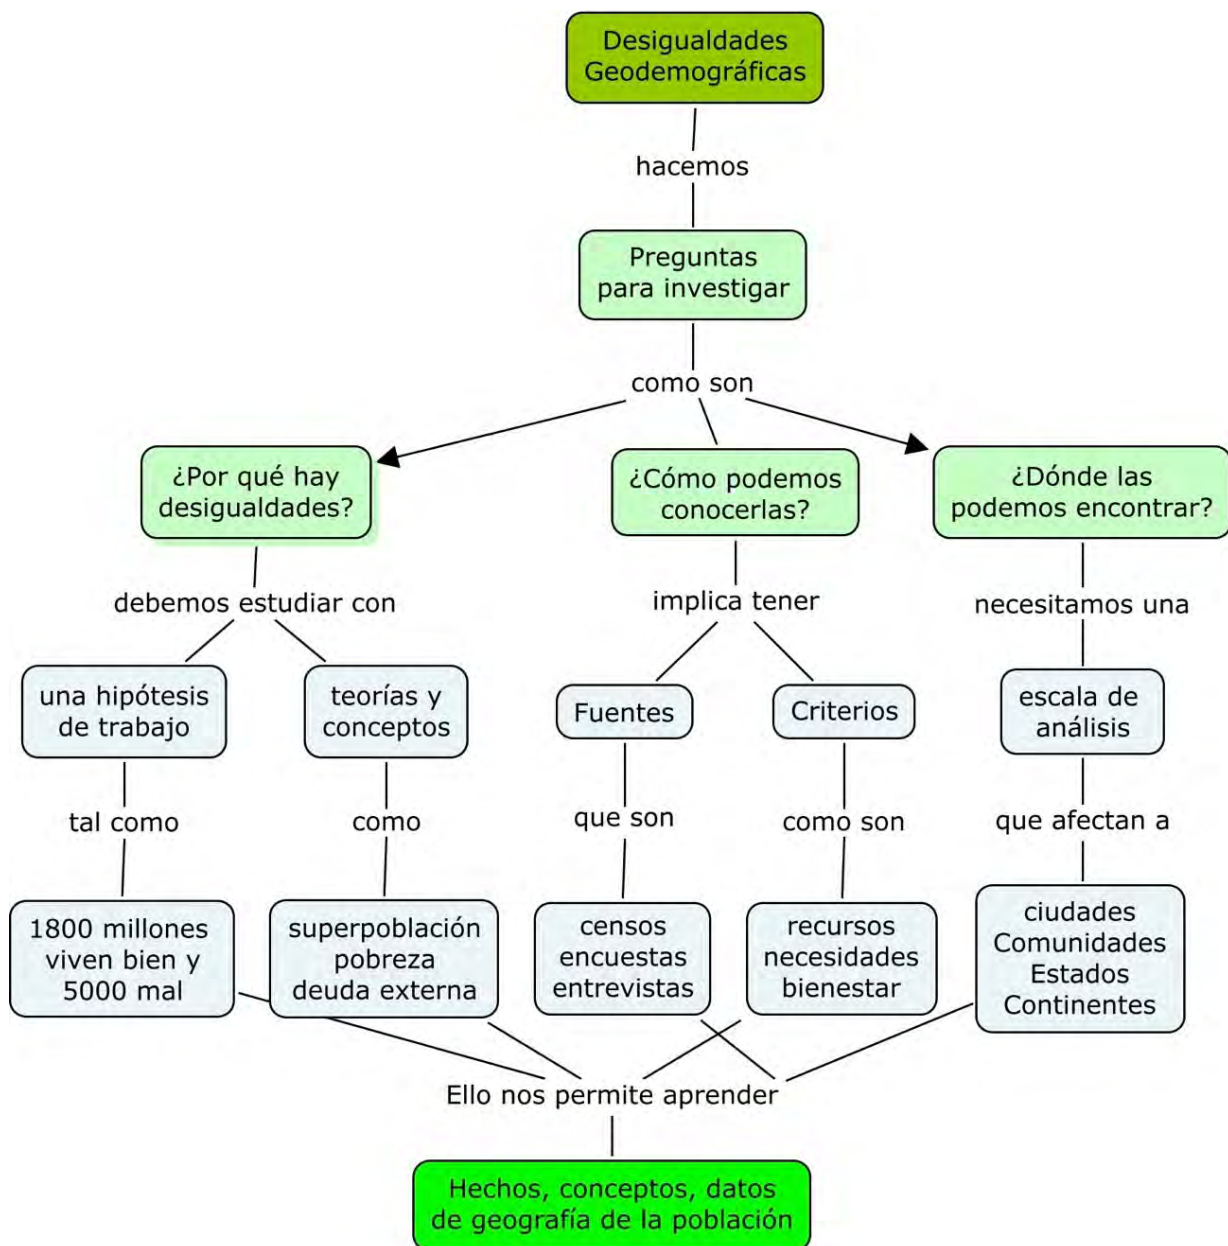 Desigualdades
Geodemográficas
hacemos
Preguntas
para investigar
como son
¿Por qué hay
desigualdades?
¿Cómo podemos
conocerlas?
¿Dónde las
podemos encontrar?
debemos estudiar con
implica tener
necesitamos una
una hipótesis
de trabajo
teorías y
conceptos
Fuentes
Criterios
escala de
análisis
tal como
como
que son
como son
que afectan a
1800 millones
viven bien y
5000 mal
superpoblación
pobreza
deuda externa
censos
encuestas
entrevistas
recursos
necesidades
bienestar
ciudades
Comunidades
Estados
Continentes
Ello nos permite aprender
Hechos, conceptos, datos
de geografía de la población